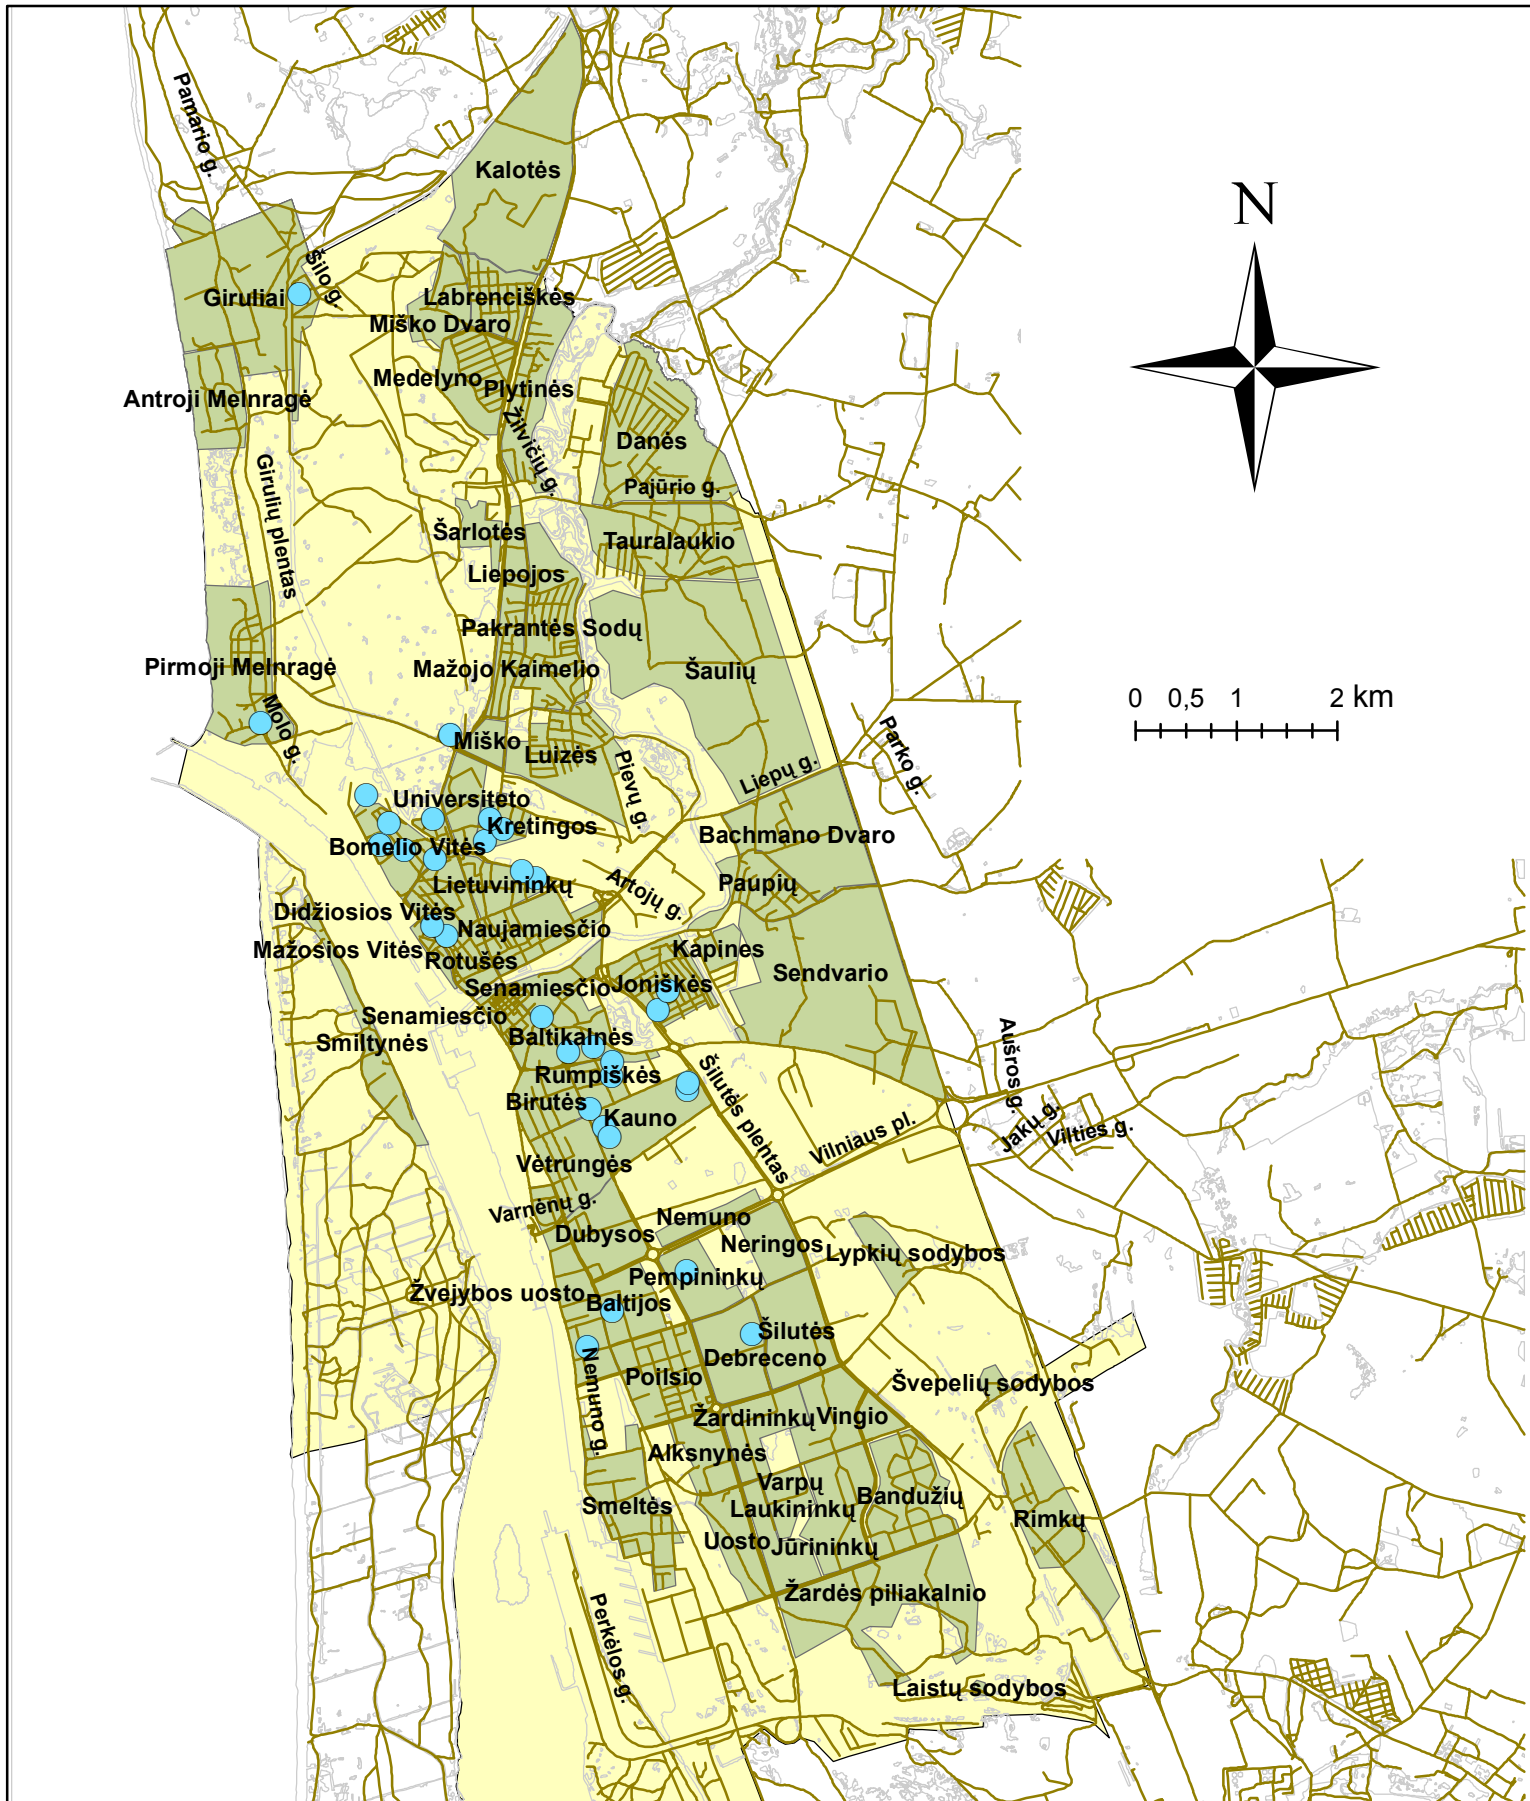 Pamario g.
Kalotės
N
Šilo g.
Giruliai
Labrenciškės
Miško Dvaro
Medelyno
Plytinės
Antroji Melnragė
Žilvičių g.
Danės
Girulių plentas
Pajūrio g.
Šarlotės
Tauralaukio
Liepojos
Pakrantės Sodų
Pirmoji Melnragė
Mažojo Kaimelio
Šaulių
0 0,5 1 2 km
Molo g.
Miško
Luizės
Pievų g.
Liepų g.
Parko g.
Universiteto
Kretingos
Bomelio Vitės
Bachmano Dvaro
Lietuvininkų
Artojų g.
Paupių
Didžiosios Vitės
Naujamiesčio
Mažosios Vitės
Rotušės
Kapines
Senamiesčio
Joniškės
Sendvario
Senamiesčio
Smiltynės
Baltikalnės
Rumpiškės
Šilutės plentas
Aušros g.
Birutės
Kauno
Vilniaus pl.
Jakų g.
Vilties g.
Vėtrungės
Varnėnų g.
Nemuno
Dubysos
Neringos
Lypkių sodybos
Pempininkų
Žvejybos uosto
Baltijos
Šilutės
Debreceno
Nemuno g.
Poilsio
Švepelių sodybos
Žardininkų
Vingio
Alksnynės
Varpų
Bandužių
Smeltės
Laukininkų
Rimkų
Uosto
Jūrininkų
Žardės piliakalnio
Perkėlos g.
Laistų sodybos